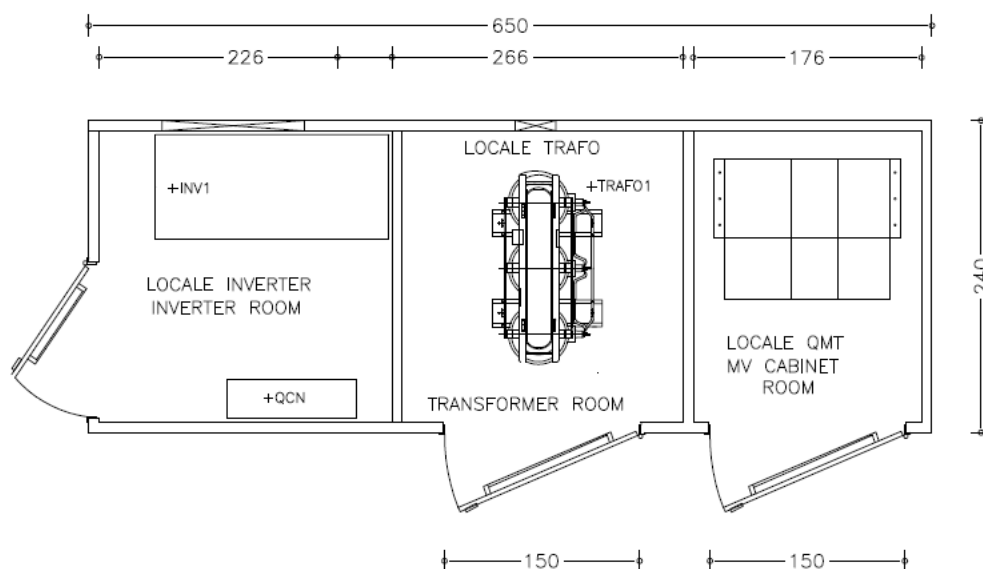 650
226
266
176
LOCALE TRAFO
+TRAFO1
+INV1
240
LOCALE INVERTER
INVERTER ROOM
LOCALE QMT
MV CABINET
ROOM
+QCN
TRANSFORMER ROOM
150
150